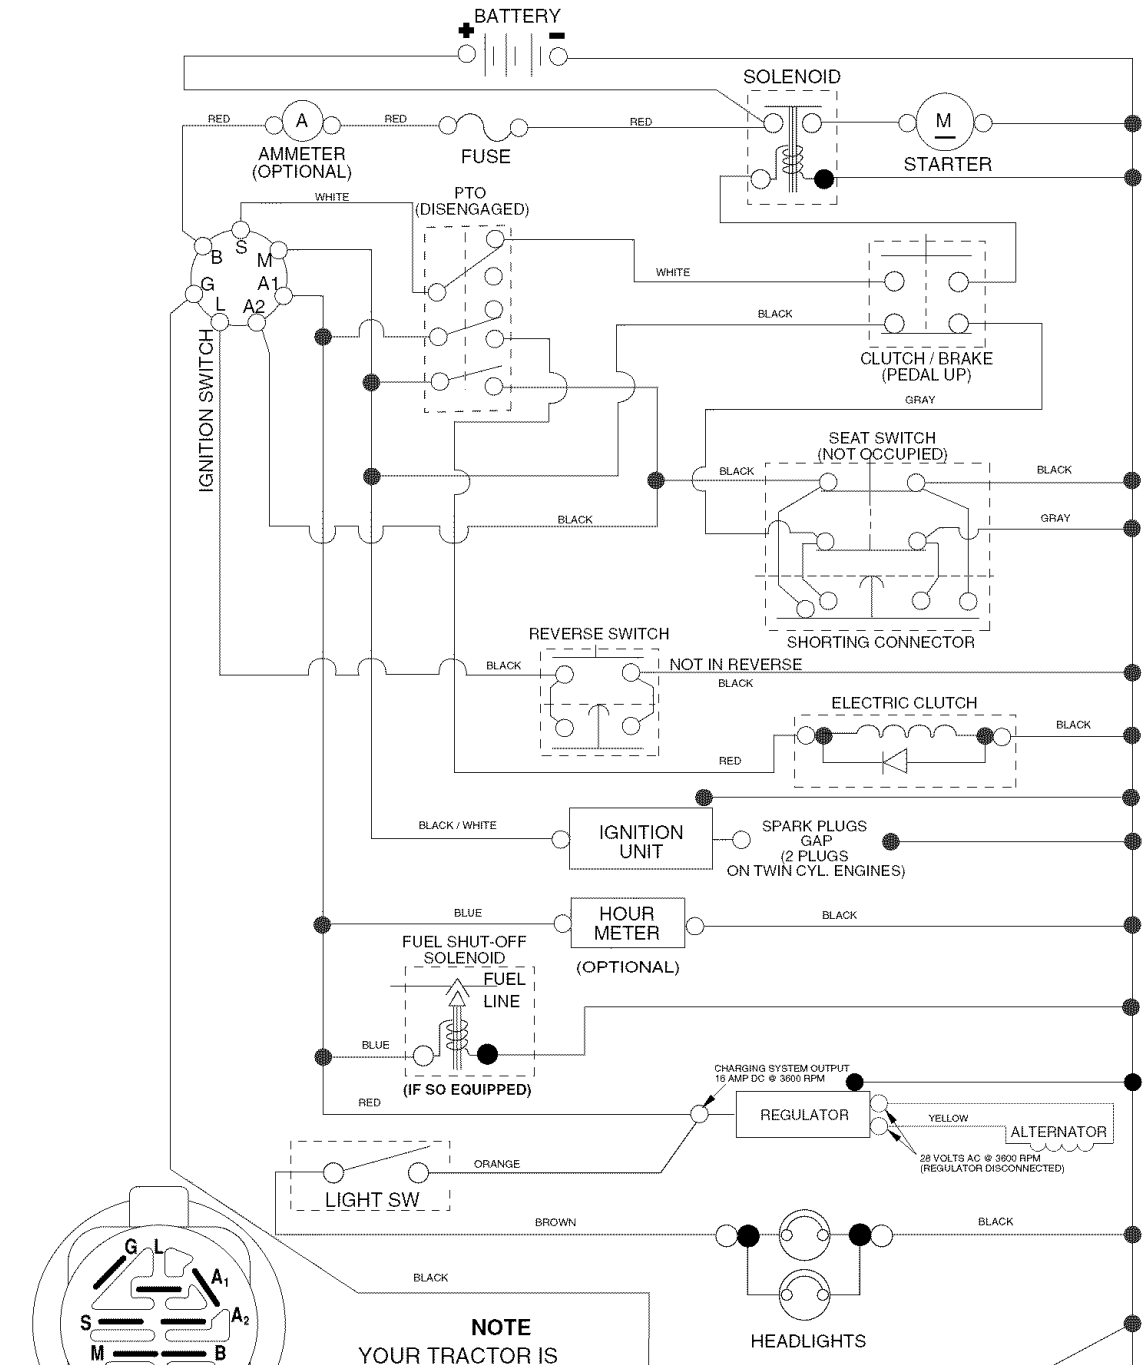 BATTERY
+ -
SOLENOID
RED
A
RED
RED
M
AMMETER
(OPTIONAL)
FUSE
STARTER
PTO
(DISENGAGED)
WHITE
S
B
M
G
A1
L
A2
WHITE
BLACK
CLUTCH / BRAKE
(PEDAL UP)
IGNITION SWITCH
GRAY
SEAT SWITCH
(NOT OCCUPIED)
BLACK
BLACK
BLACK
GRAY
SHORTING CONNECTOR
REVERSE SWITCH
BLACK
NOT IN REVERSE
BLACK
ELECTRIC CLUTCH
BLACK
RED
BLACK / WHITE
IGNITION
UNIT
SPARK PLUGS
GAP
(2 PLUGS
ON TWIN CYL. ENGINES)
BLUE
HOUR
METER
BLACK
(OPTIONAL)
FUEL SHUT-OFF
SOLENOID
FUEL
LINE
BLUE
(IF SO EQUIPPED)
CHARGING SYSTEM OUTPUT
16 AMP DC @ 3600 RPM
RED
REGULATOR
YELLOW
ALTERNATOR
28 VOLTS AC @ 3600 RPM
(REGULATOR DISCONNECTED)
ORANGE
LIGHT SW
BROWN
BLACK
G L
A1
BLACK
S
A2
M
B
HEADLIGHTS
NOTE
YOUR TRACTOR IS